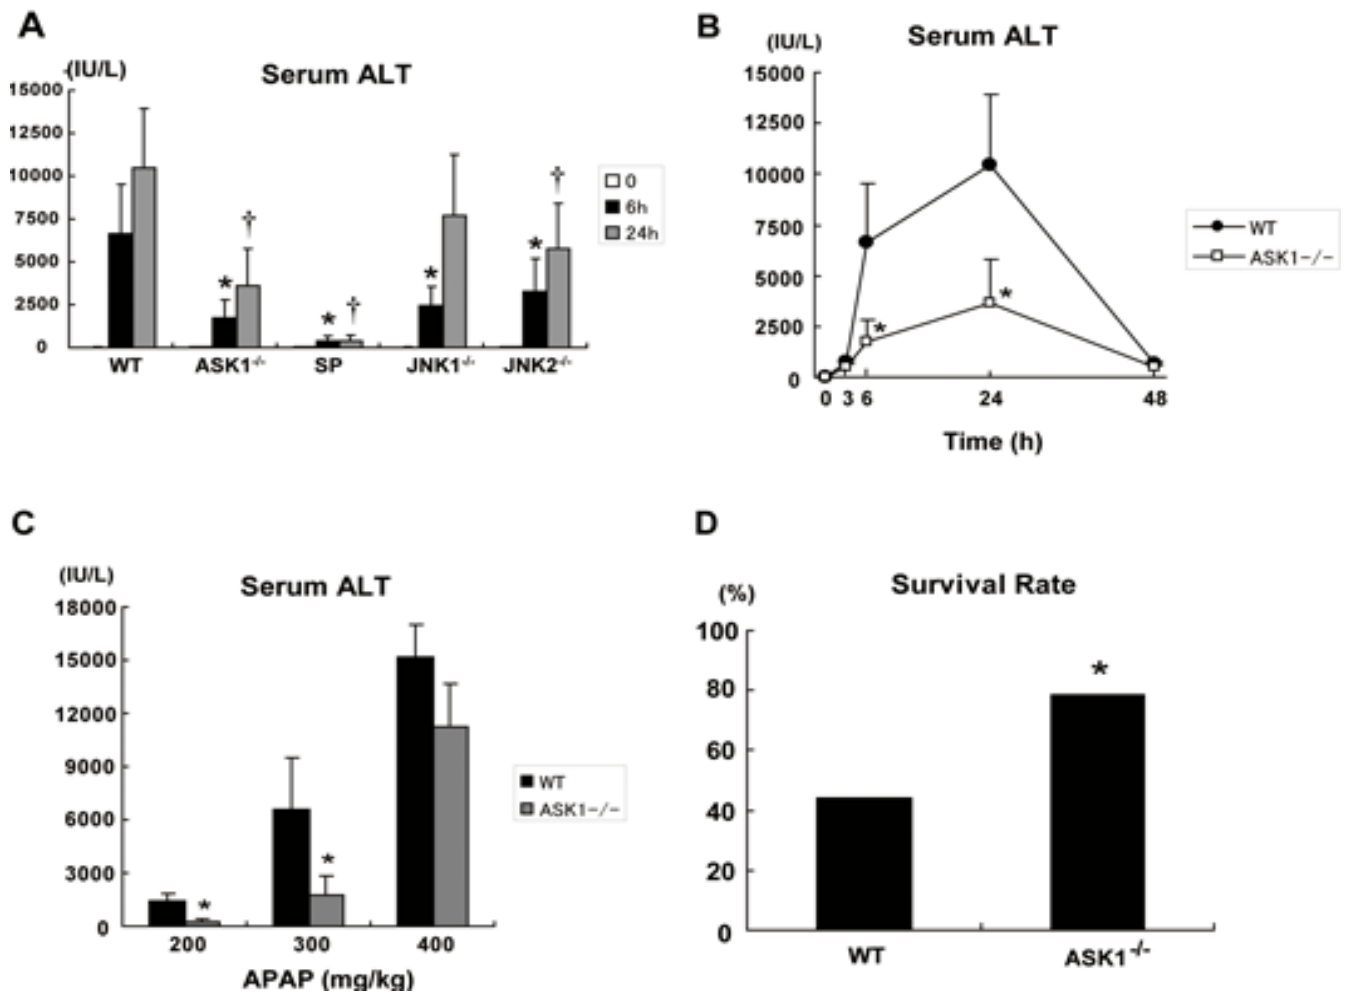 A
(IU/L)
Serum ALT
15000
12500
10000
7500
5000
2500
0
* † * † * * †
0
6h
24h
WT ASK1-/- SP JNK1-/- JNK2-/-
B
(IU/L)
Serum ALT
15000
12500
10000
7500
5000
2500
0
* *
WT
ASK1-/-
0 3 6 24 48
Time (h)
C
(IU/L)
Serum ALT
18000
15000
12000
9000
6000
3000
0
* *
WT
ASK1-/-
200 300 400
APAP (mg/kg)
D
(%)
Survival Rate
100
80
60
40
20
0
*
WT ASK1-/-